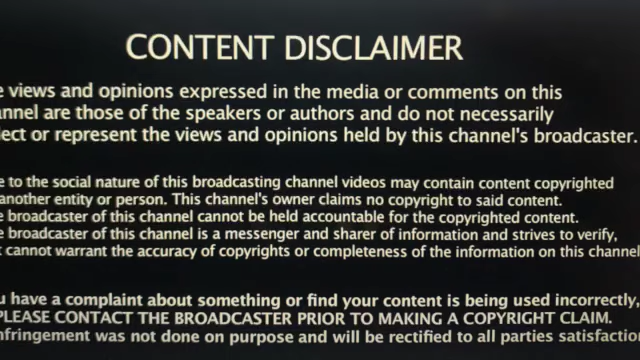 CONTENT DISCLAIMER
e views and opinions expressed in the media or comments on this
annel are those of the speakers or authors and do not necessarily
lect or represent the views and opinions held by this channel's broadcaster.
e to the social nature of this broadcasting channel videos may contain content copyrighted
another entity or person. This channel's owner claims no copyright to said content.
e broadcaster of this channel cannot be held accountable for the copyrighted content.
e broadcaster of this channel is a messenger and sharer of information and strives to verify,
t cannot warrant the accuracy of copyrights or completeness of the information on this channel
u have a complaint about something or find your content is being used incorrectly,
PLEASE CONTACT THE BROADCASTER PRIOR TO MAKING A COPYRIGHT CLAIM.
nfringement was not done on purpose and will be rectified to all parties satisfactio